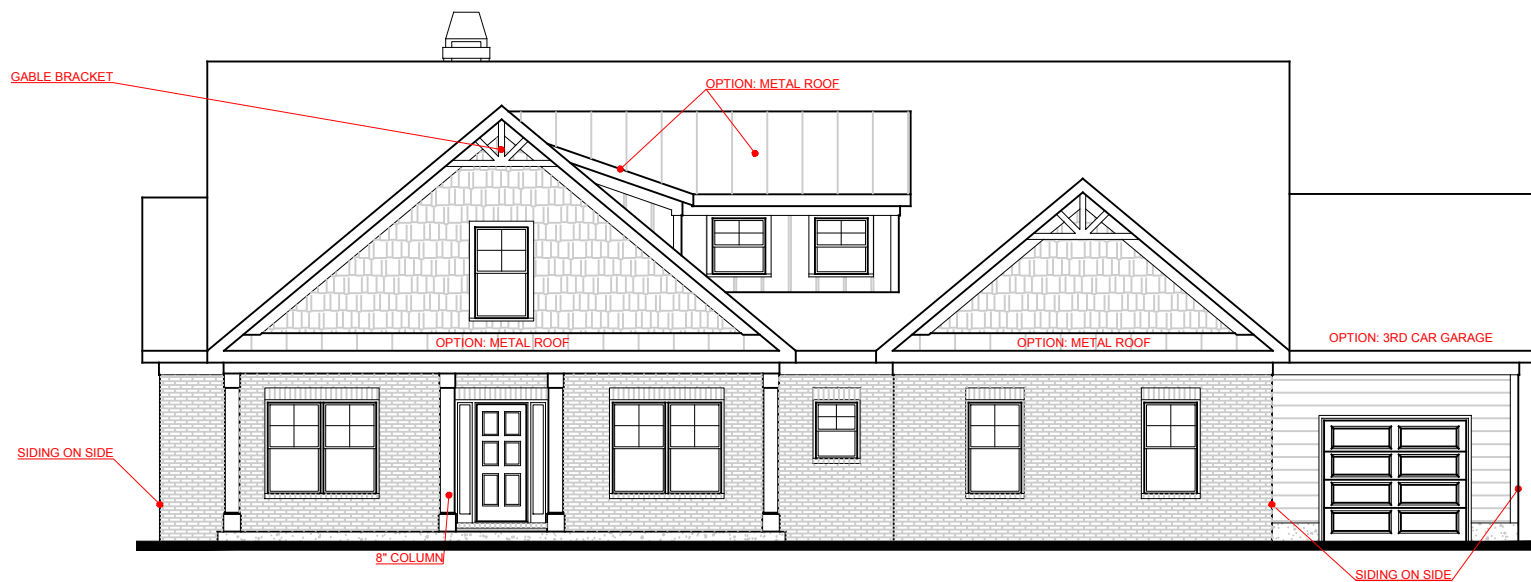 GABLE BRACKET
OPTION: METAL ROOF
OPTION: METAL ROOF
OPTION: METAL ROOF
OPTION: 3RD CAR GARAGE
SIDING ON SIDE
8" COLUMN
SIDING ON SIDE